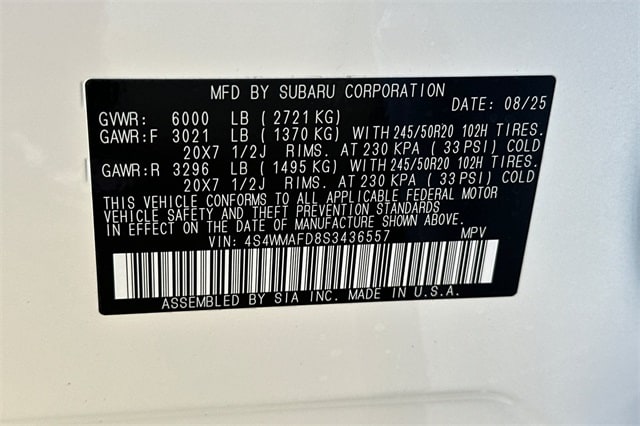 MFD BY SUBARU CORPORATION
DATE: 08/25
GVWR: 6000 LB (2721 KG)
GAWR:F 3021 LB (1370 KG) WITH 245/50R20 102H TIRES.
20X7 1/2J RIMS. AT 230 KPA (33 PSI) COLD
GAWR:R 3296 LB (1495 KG) WITH 245/50R20 102H TIRES.
20X7 1/2J RIMS. AT 230 KPA (33 PSI) COLD
THIS VEHICLE CONFORMS TO ALL APPLICABLE FEDERAL MOTOR
VEHICLE SAFETY AND THEFT PREVENTION STANDARDS
IN EFFECT ON THE DATE OF MANUFACTURE SHOWN ABOVE.
VIN: 4S4WMAFD8S3436557 MPV
ASSEMBLED BY SIA INC. MADE IN U.S.A.